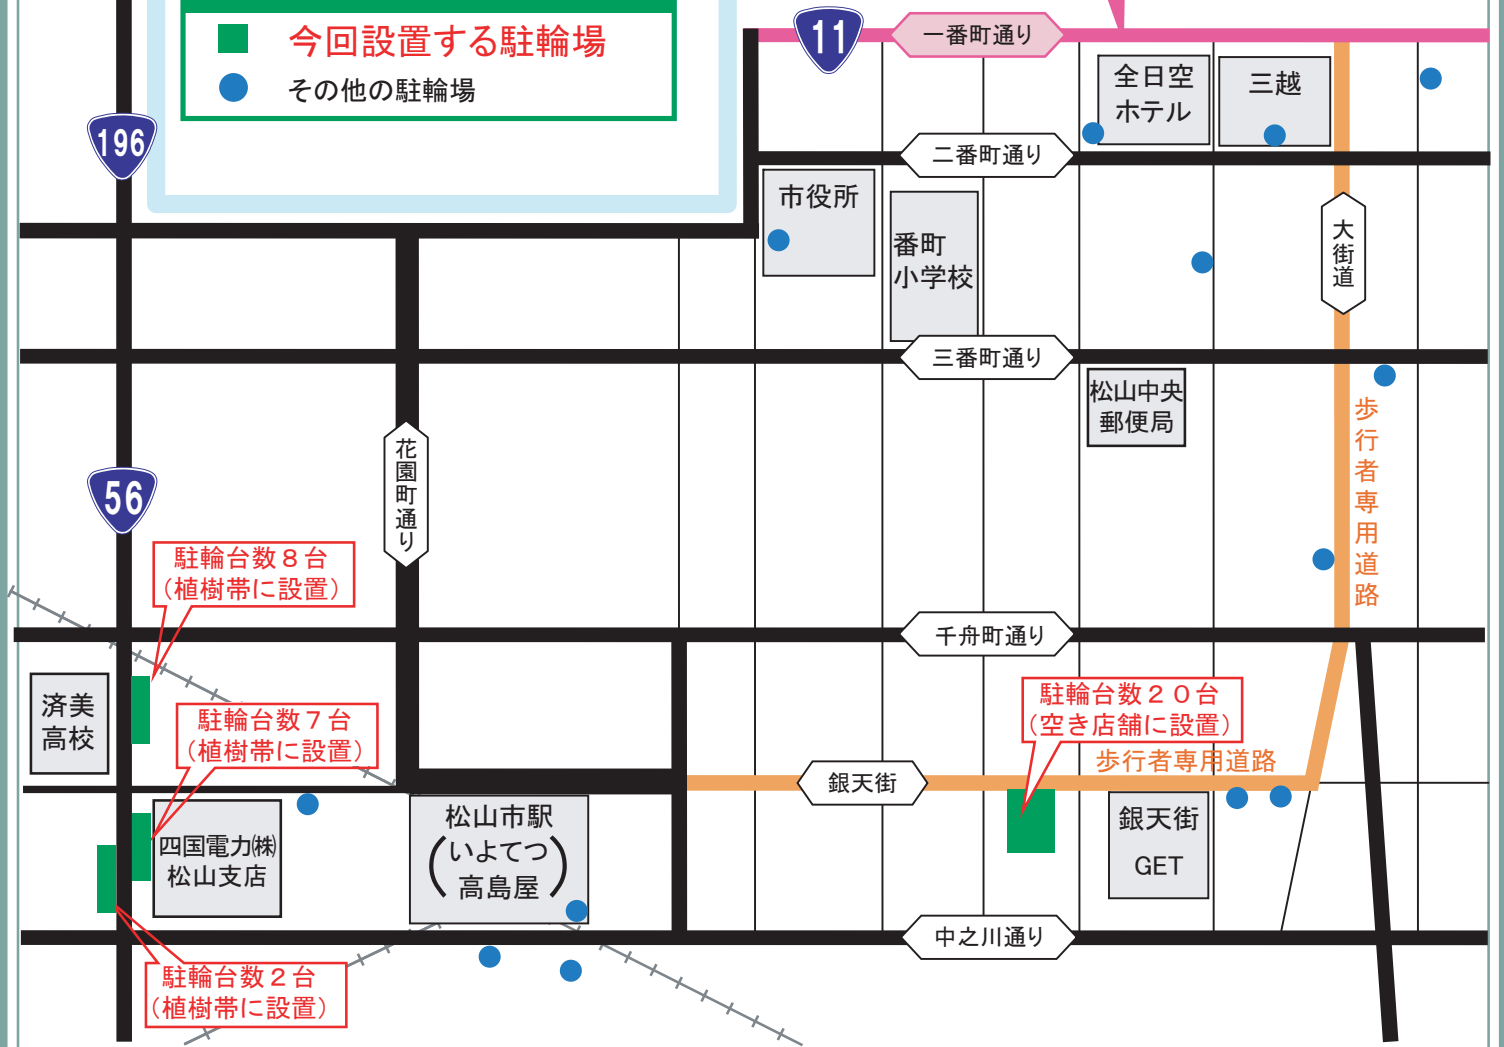 今回設置する駐輪場
その他の駐輪場
11
一番町通り
全日空
ホテル
三越
196
二番町通り
市役所
番町
小学校
大街道
三番町通り
松山中央
郵便局
歩行者専用道路
花園町通り
56
駐輪台数8台
(植樹帯に設置)
千舟町通り
済美
高校
駐輪台数7台
(植樹帯に設置)
駐輪台数20台
(空き店舗に設置)
歩行者専用道路
銀天街
四国電力㈱
松山支店
松山市駅
(いよてつ
高島屋)
銀天街
GET
中之川通り
駐輪台数2台
(植樹帯に設置)